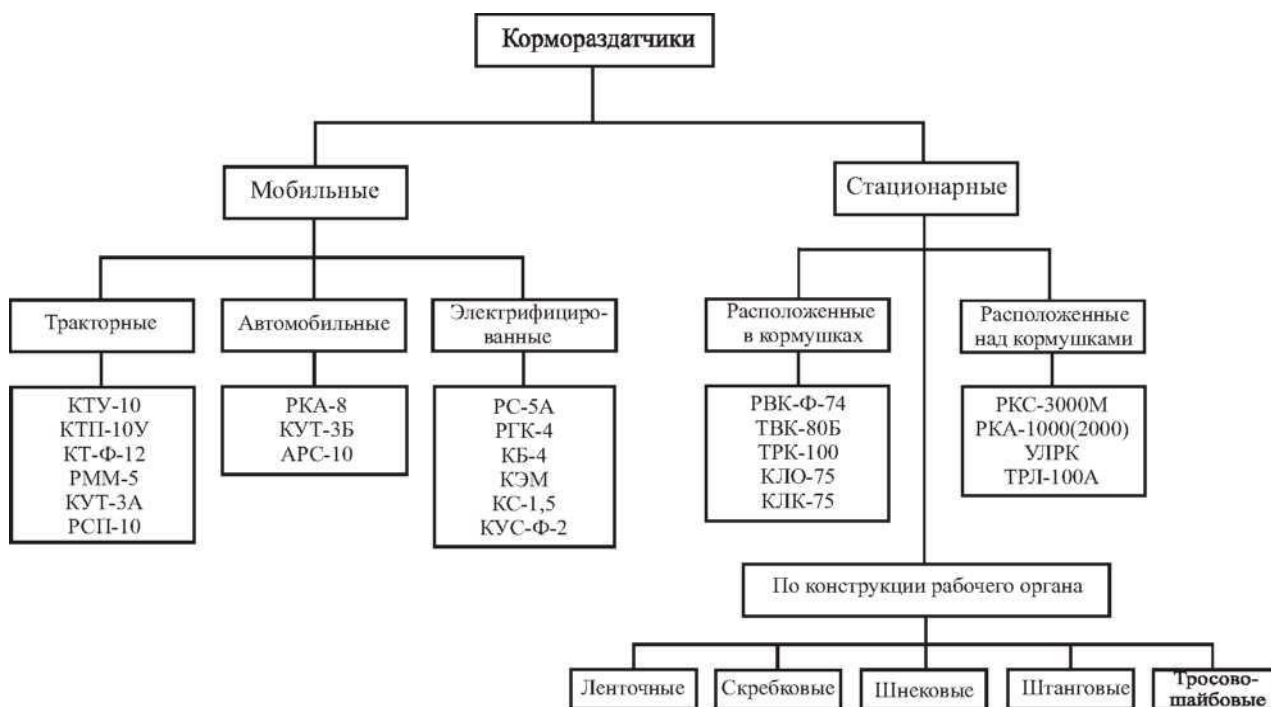 Кормораздатчики
Мобильные
Стационарные
Тракторные
Автомобильные
Электрифициро-
ванные
Расположенные
в кормушках
Расположенные
над кормушками
КТУ-10
КТП-10У
КТ-Ф-12
РММ-5
КУТ-3А
РСП-10
РКА-8
КУТ-3Б
АРС-10
РС-5А
РГК-4
КБ-4
КЭМ
КС-1,5
КУС-Ф-2
РВК-Ф-74
ТВК-80Б
ТРК-100
КЛО-75
КЛК-75
РКС-3000М
РКА-1000(2000)
УЛРК
ТРЛ-100А
По конструкции рабочего органа
Ленточные
Скребковые
Шнековые
Штанговые
Тросово-
шайбовые